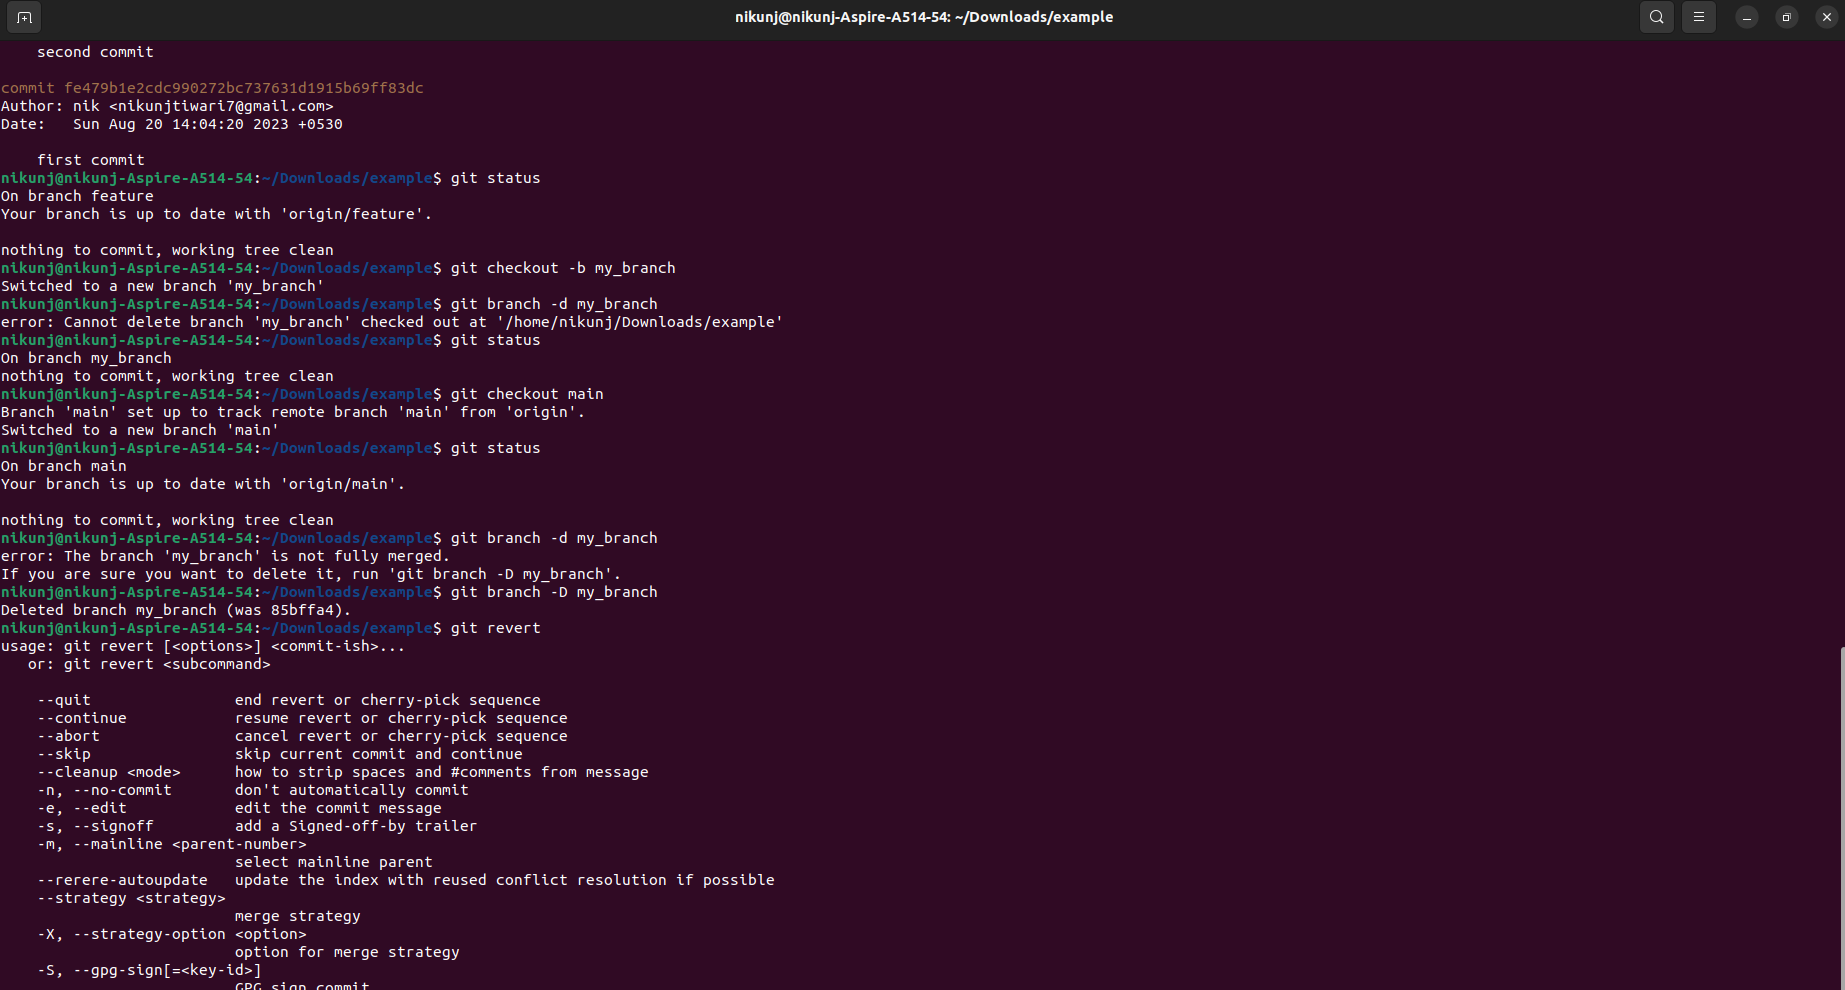 nikunj@nikunj-Aspire-A514-54: ~/Downloads/example
    second commit

commit fe479b1e2cdc990272bc737631d1915b69ff83dc
Author: nik <nikunjtiwari7@gmail.com>
Date:   Sun Aug 20 14:04:20 2023 +0530

    first commit
nikunj@nikunj-Aspire-A514-54:~/Downloads/example$ git status
On branch feature
Your branch is up to date with 'origin/feature'.

nothing to commit, working tree clean
nikunj@nikunj-Aspire-A514-54:~/Downloads/example$ git checkout -b my_branch
Switched to a new branch 'my_branch'
nikunj@nikunj-Aspire-A514-54:~/Downloads/example$ git branch -d my_branch
error: Cannot delete branch 'my_branch' checked out at '/home/nikunj/Downloads/example'
nikunj@nikunj-Aspire-A514-54:~/Downloads/example$ git status
On branch my_branch
nothing to commit, working tree clean
nikunj@nikunj-Aspire-A514-54:~/Downloads/example$ git checkout main
Branch 'main' set up to track remote branch 'main' from 'origin'.
Switched to a new branch 'main'
nikunj@nikunj-Aspire-A514-54:~/Downloads/example$ git status
On branch main
Your branch is up to date with 'origin/main'.

nothing to commit, working tree clean
nikunj@nikunj-Aspire-A514-54:~/Downloads/example$ git branch -d my_branch
error: The branch 'my_branch' is not fully merged.
If you are sure you want to delete it, run 'git branch -D my_branch'.
nikunj@nikunj-Aspire-A514-54:~/Downloads/example$ git branch -D my_branch
Deleted branch my_branch (was 85bffa4).
nikunj@nikunj-Aspire-A514-54:~/Downloads/example$ git revert
usage: git revert [<options>] <commit-ish>...
   or: git revert <subcommand>

    --quit                end revert or cherry-pick sequence
    --continue            resume revert or cherry-pick sequence
    --abort               cancel revert or cherry-pick sequence
    --skip                skip current commit and continue
    --cleanup <mode>      how to strip spaces and #comments from message
    -n, --no-commit       don't automatically commit
    -e, --edit            edit the commit message
    -s, --signoff         add a Signed-off-by trailer
    -m, --mainline <parent-number>
                          select mainline parent
    --rerere-autoupdate   update the index with reused conflict resolution if possible
    --strategy <strategy>
                          merge strategy
    -X, --strategy-option <option>
                          option for merge strategy
    -S, --gpg-sign[=<key-id>]
                          GPG sign commit